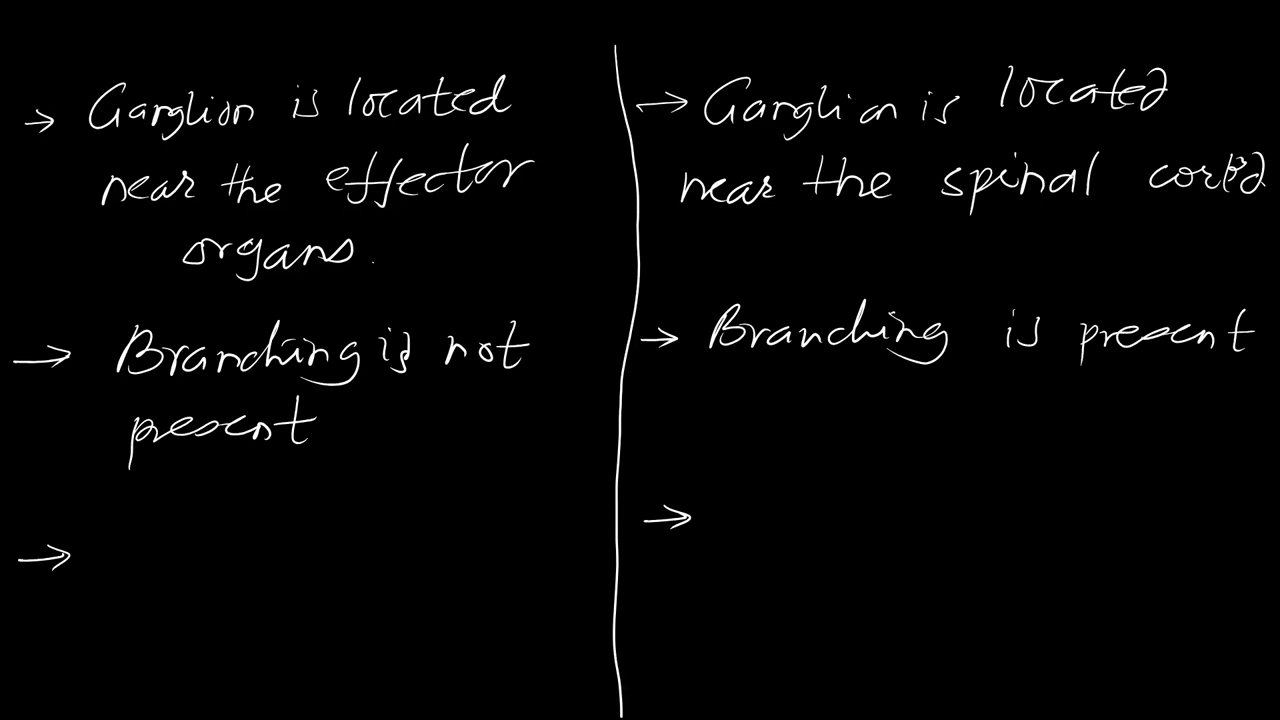 → Ganglion is located
near the effector
organs.
→ Branching is not
present
→
→ Ganglion is located
near the spinal cord
→ Branching is present
→